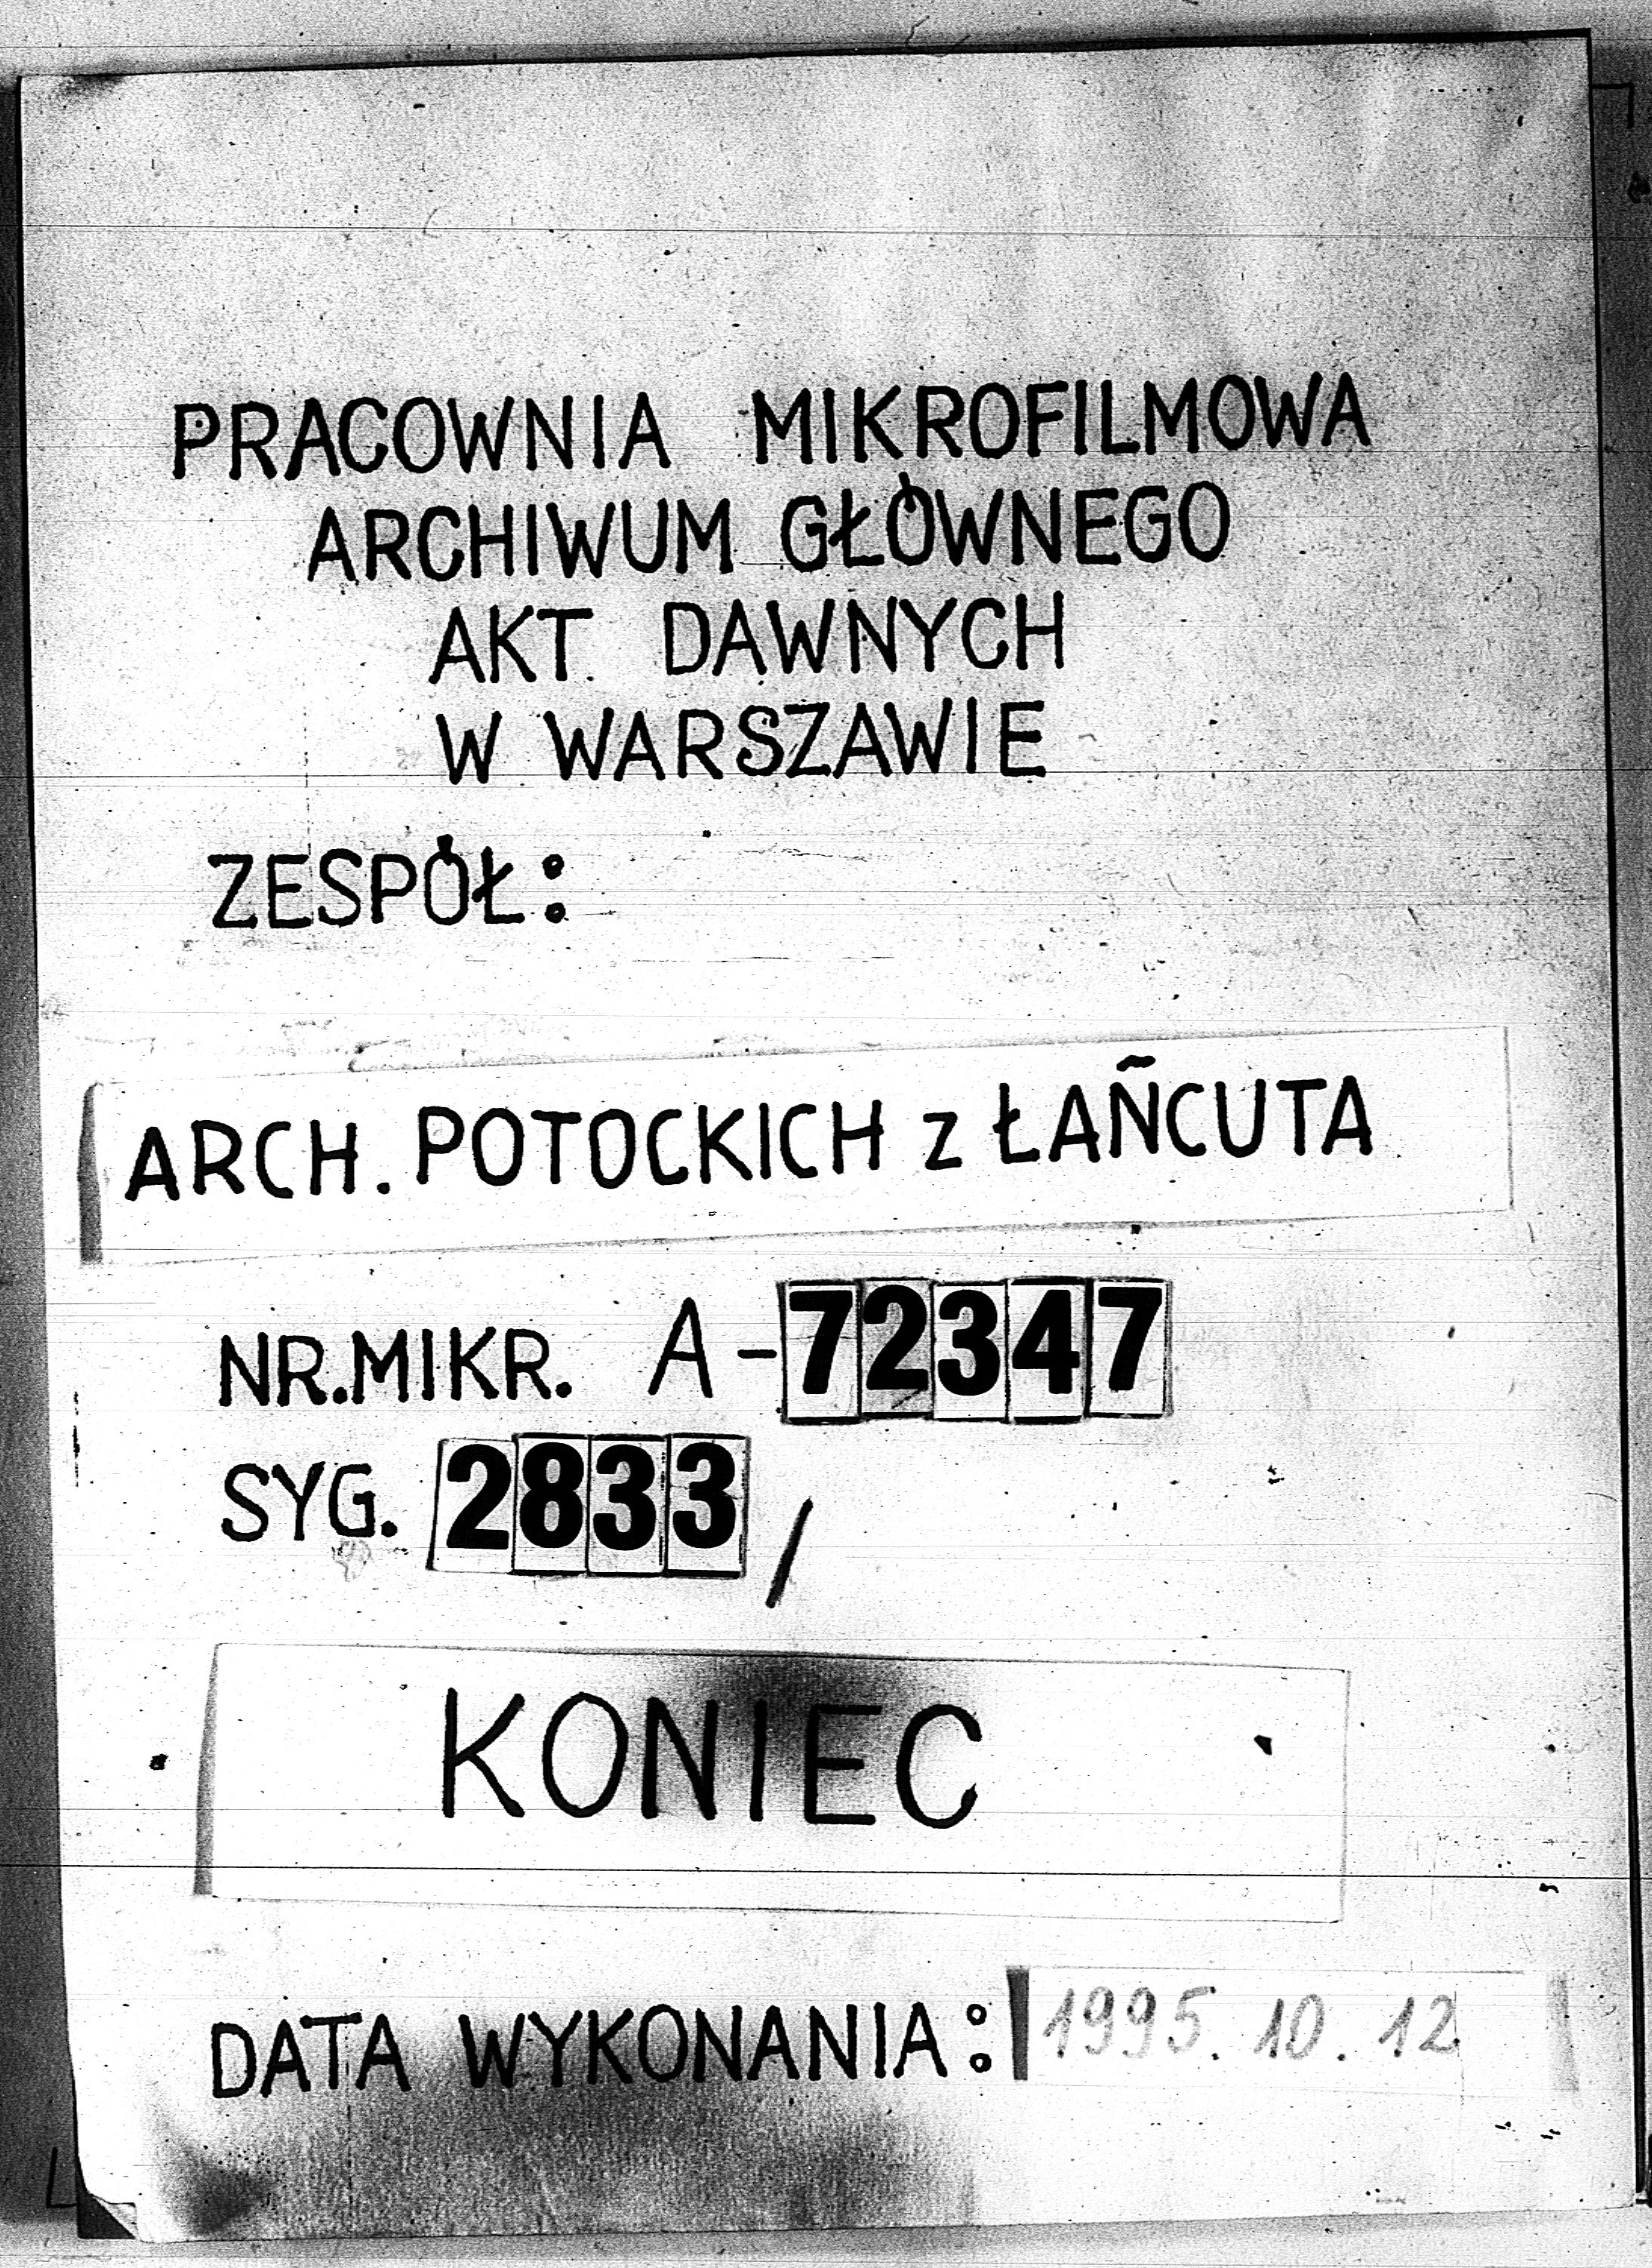 PRACOWNIA MIKROFILMOWA
ARCHIWUM GŁÓWNEGO
AKT DAWNYCH
W WARSZAWIE
ZESPÓŁ:
ARCH. POTOCKICH z ŁAŃCUTA
NR.MIKR. A-72347
SYG. 2833/
KONIEC
DATA WYKONANIA: 1995.10.12